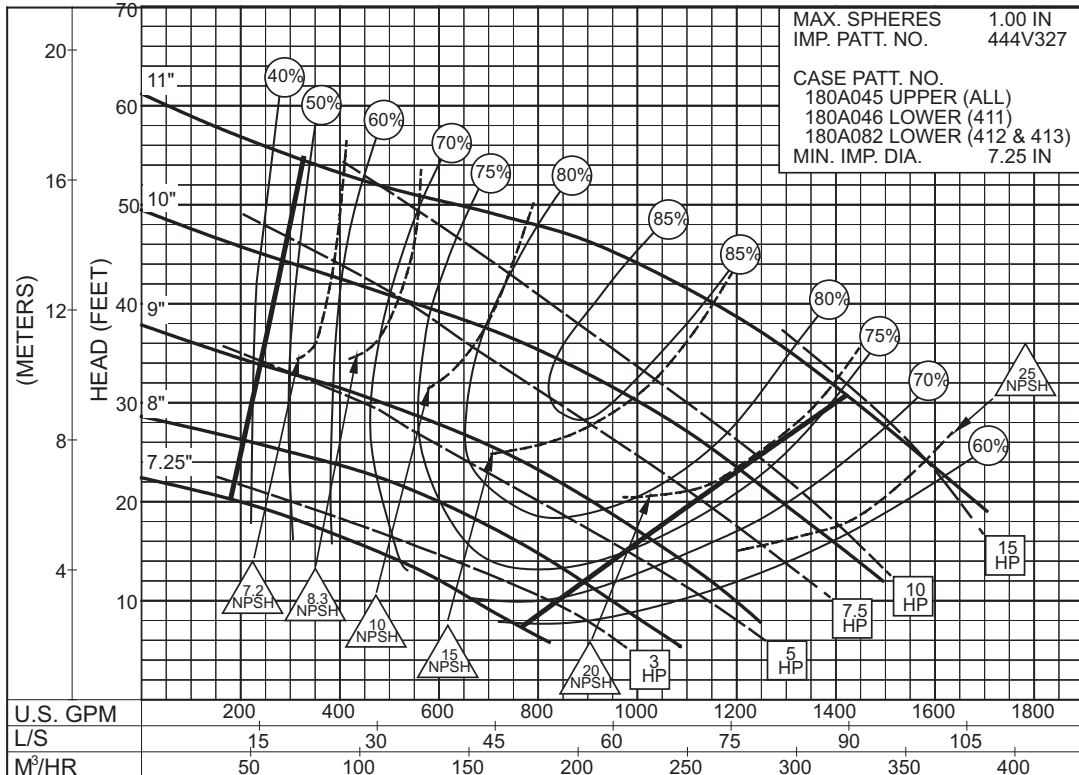 MAX. SPHERES 1.00 IN
IMP. PATT. NO. 444V327
CASE PATT. NO.
180A045 UPPER (ALL)
180A046 LOWER (411)
180A082 LOWER (412 & 413)
MIN. IMP. DIA. 7.25 IN
(METERS)
20
16
12
8
4
HEAD (FEET)
70
60
50
40
30
20
10
11"
10"
9"
8"
7.25"
40%
50%
60%
70%
75%
80%
85%
85%
80%
75%
70%
60%
25
NPSH
7.2
NPSH
8.3
NPSH
10
NPSH
15
NPSH
20
NPSH
3
HP
5
HP
7.5
HP
10
HP
15
HP
U.S. GPM 200 400 600 800 1000 1200 1400 1600 1800
L/S 15 30 45 60 75 90 105
M³/HR 50 100 150 200 250 300 350 400